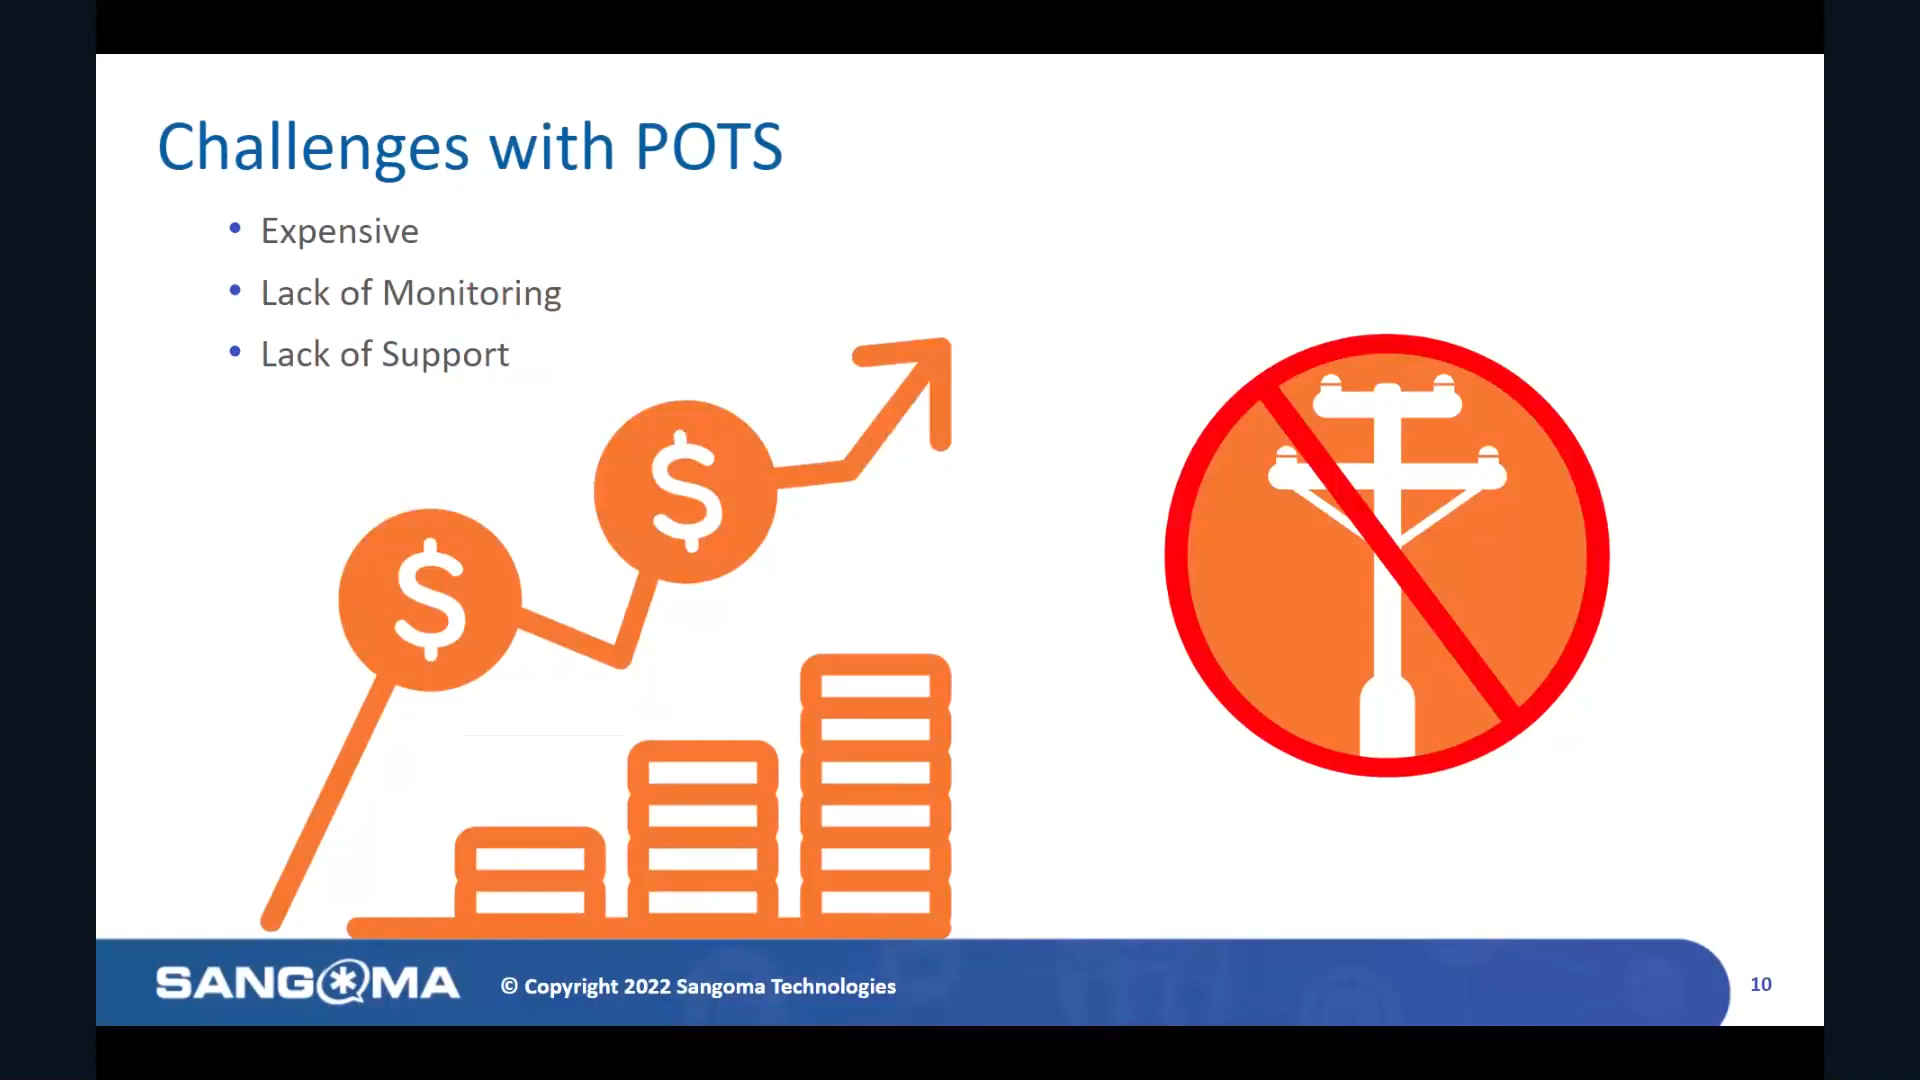 Challenges with POTS
• Expensive
• Lack of Monitoring
• Lack of Support
$
$
SANGOMA
© Copyright 2022 Sangoma Technologies
10